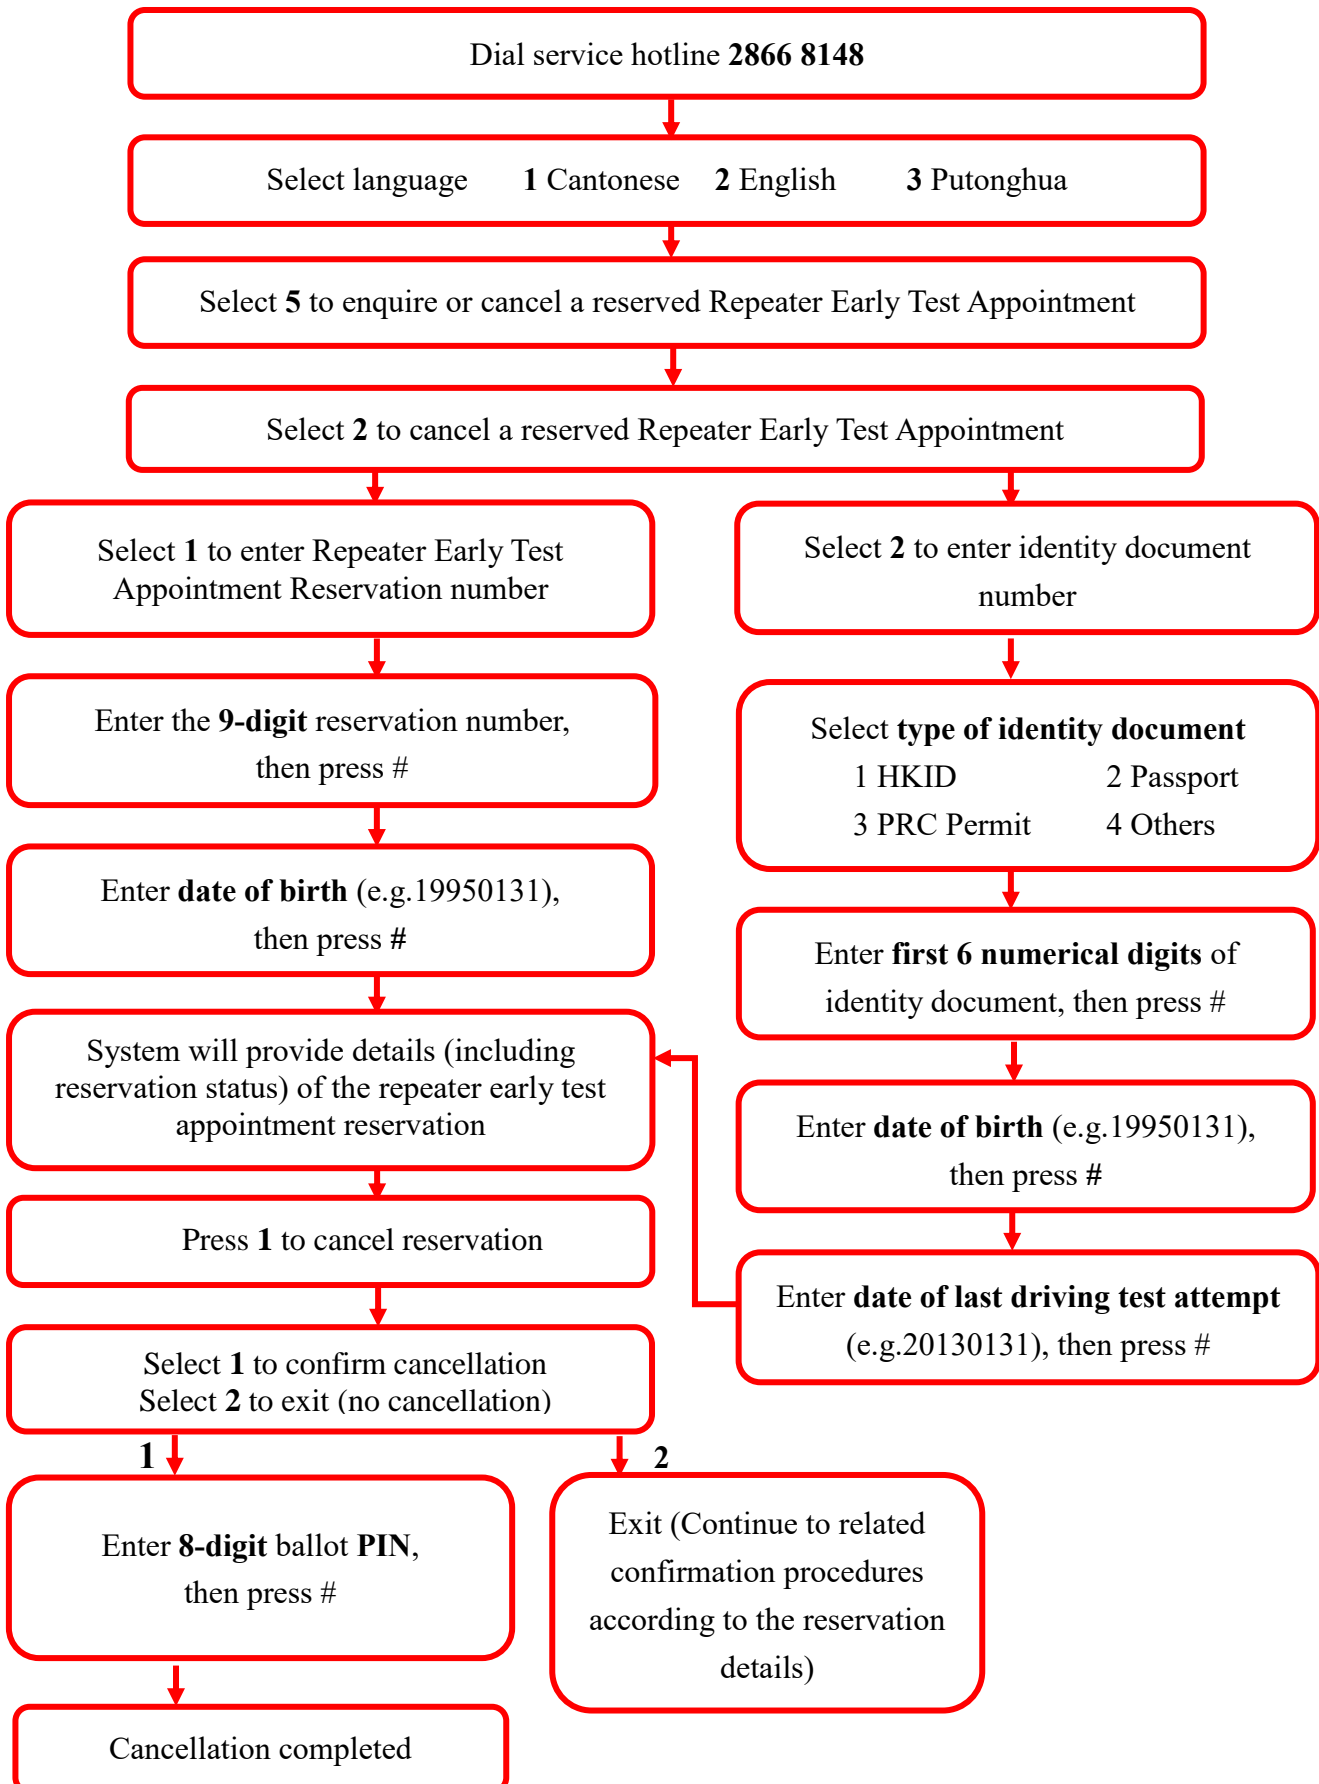 Dial service hotline 2866 8148
Select language 1 Cantonese 2 English 3 Putonghua
Select 5 to enquire or cancel a reserved Repeater Early Test Appointment
Select 2 to cancel a reserved Repeater Early Test Appointment
Select 1 to enter Repeater Early Test
Appointment Reservation number
Enter the 9-digit reservation number,
then press #
Enter date of birth (e.g.19950131),
then press #
System will provide details (including
reservation status) of the repeater early test
appointment reservation
Select 2 to enter identity document
number
Select type of identity document
1 HKID 2 Passport
3 PRC Permit 4 Others
Enter first 6 numerical digits of
identity document, then press #
Enter date of birth (e.g.19950131),
then press #
Enter date of last driving test attempt
(e.g.20130131), then press #
Press 1 to cancel reservation
Select 1 to confirm cancellation
Select 2 to exit (no cancellation)
1
2
Enter 8-digit ballot PIN,
then press #
Exit (Continue to related
confirmation procedures
according to the reservation
details)
Cancellation completed